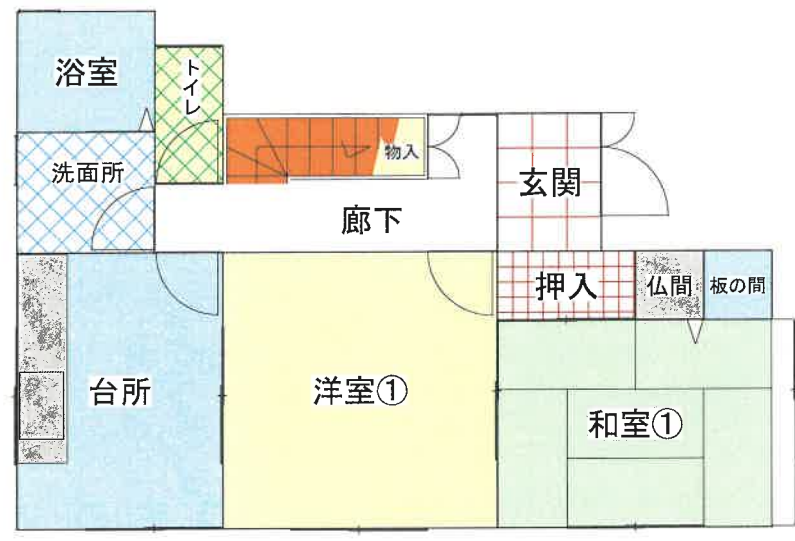 浴室
トイレ
洗面所
物入
玄関
廊下
押入
仏間
板の間
台所
洋室①
和室①